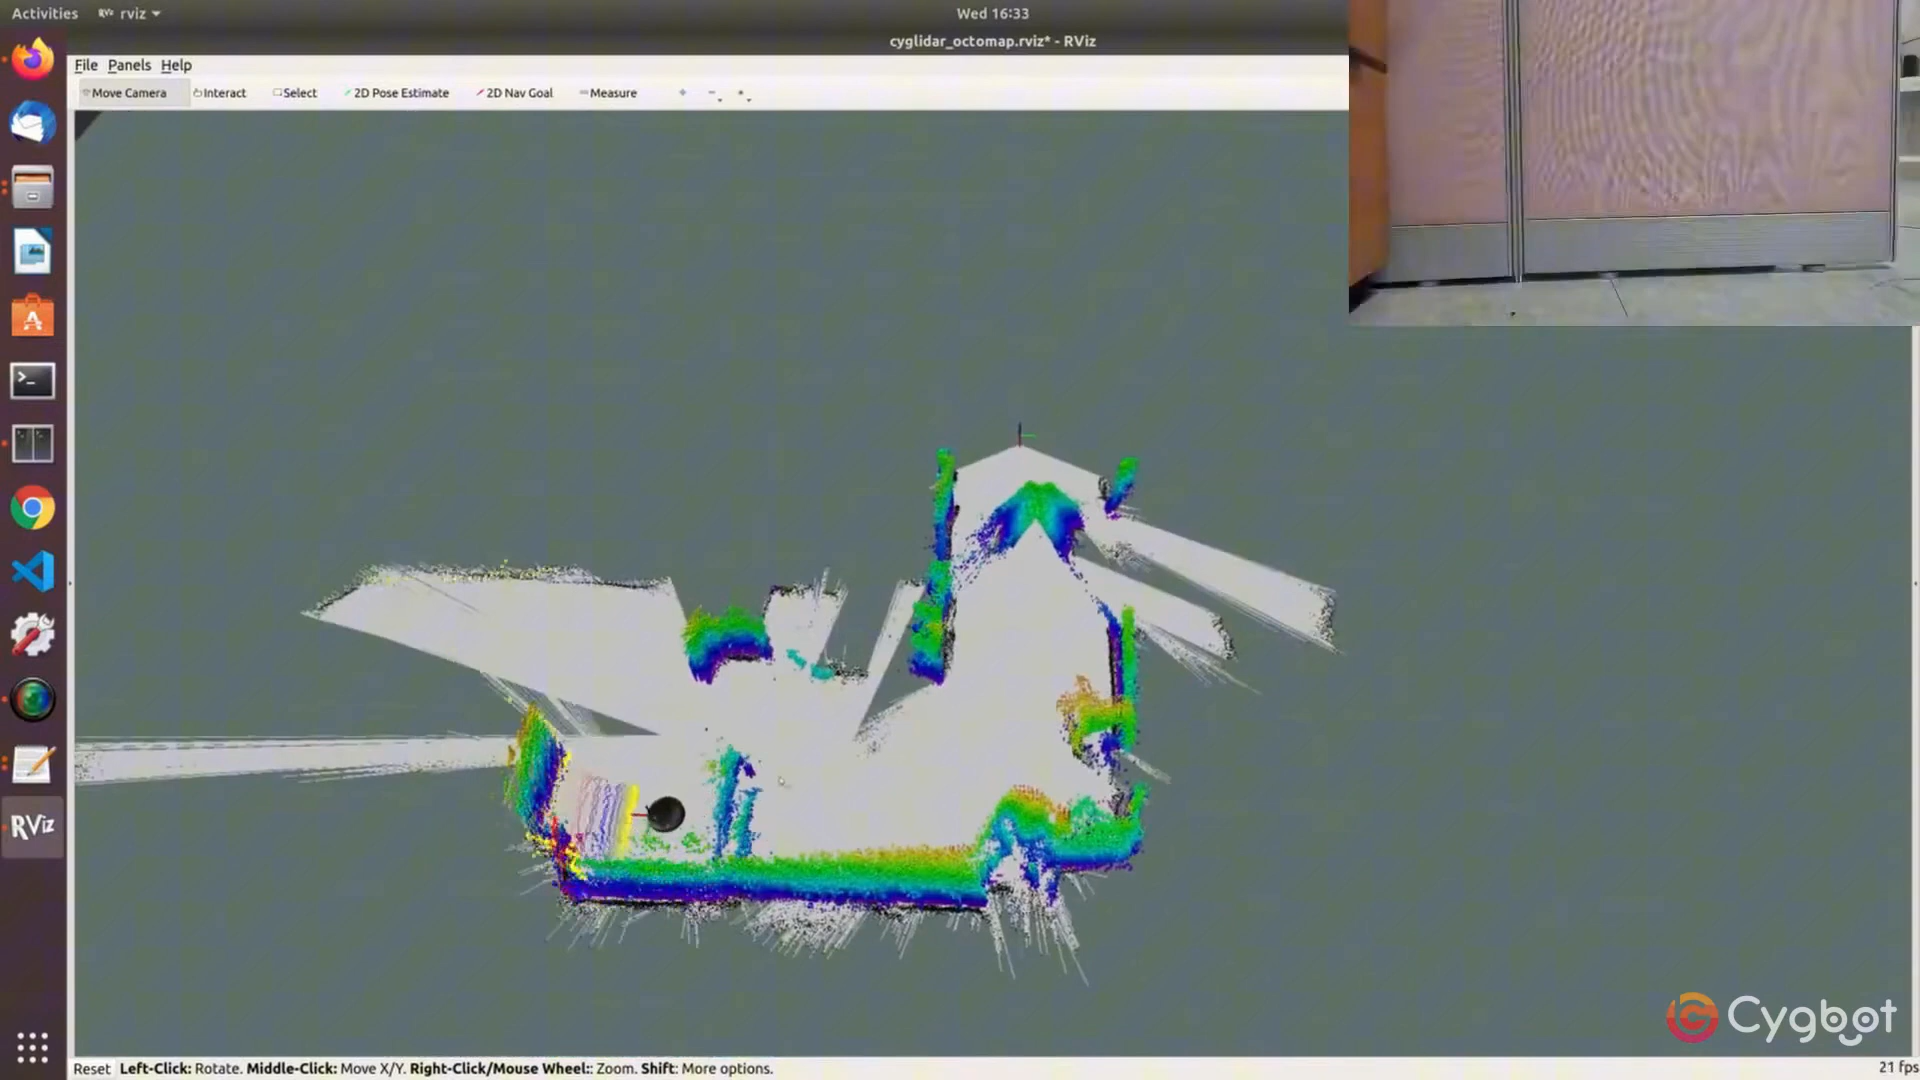 Activities RViz rviz
Wed 16:33
cyglidar_octomap.rviz* - RViz
File Panels Help
Move Camera Interact Select 2D Pose Estimate 2D Nav Goal Measure
RViz
Cygbot
Reset Left-Click: Rotate. Middle-Click: Move X/Y. Right-Click/Mouse Wheel:: Zoom. Shift: More options.
21 fps